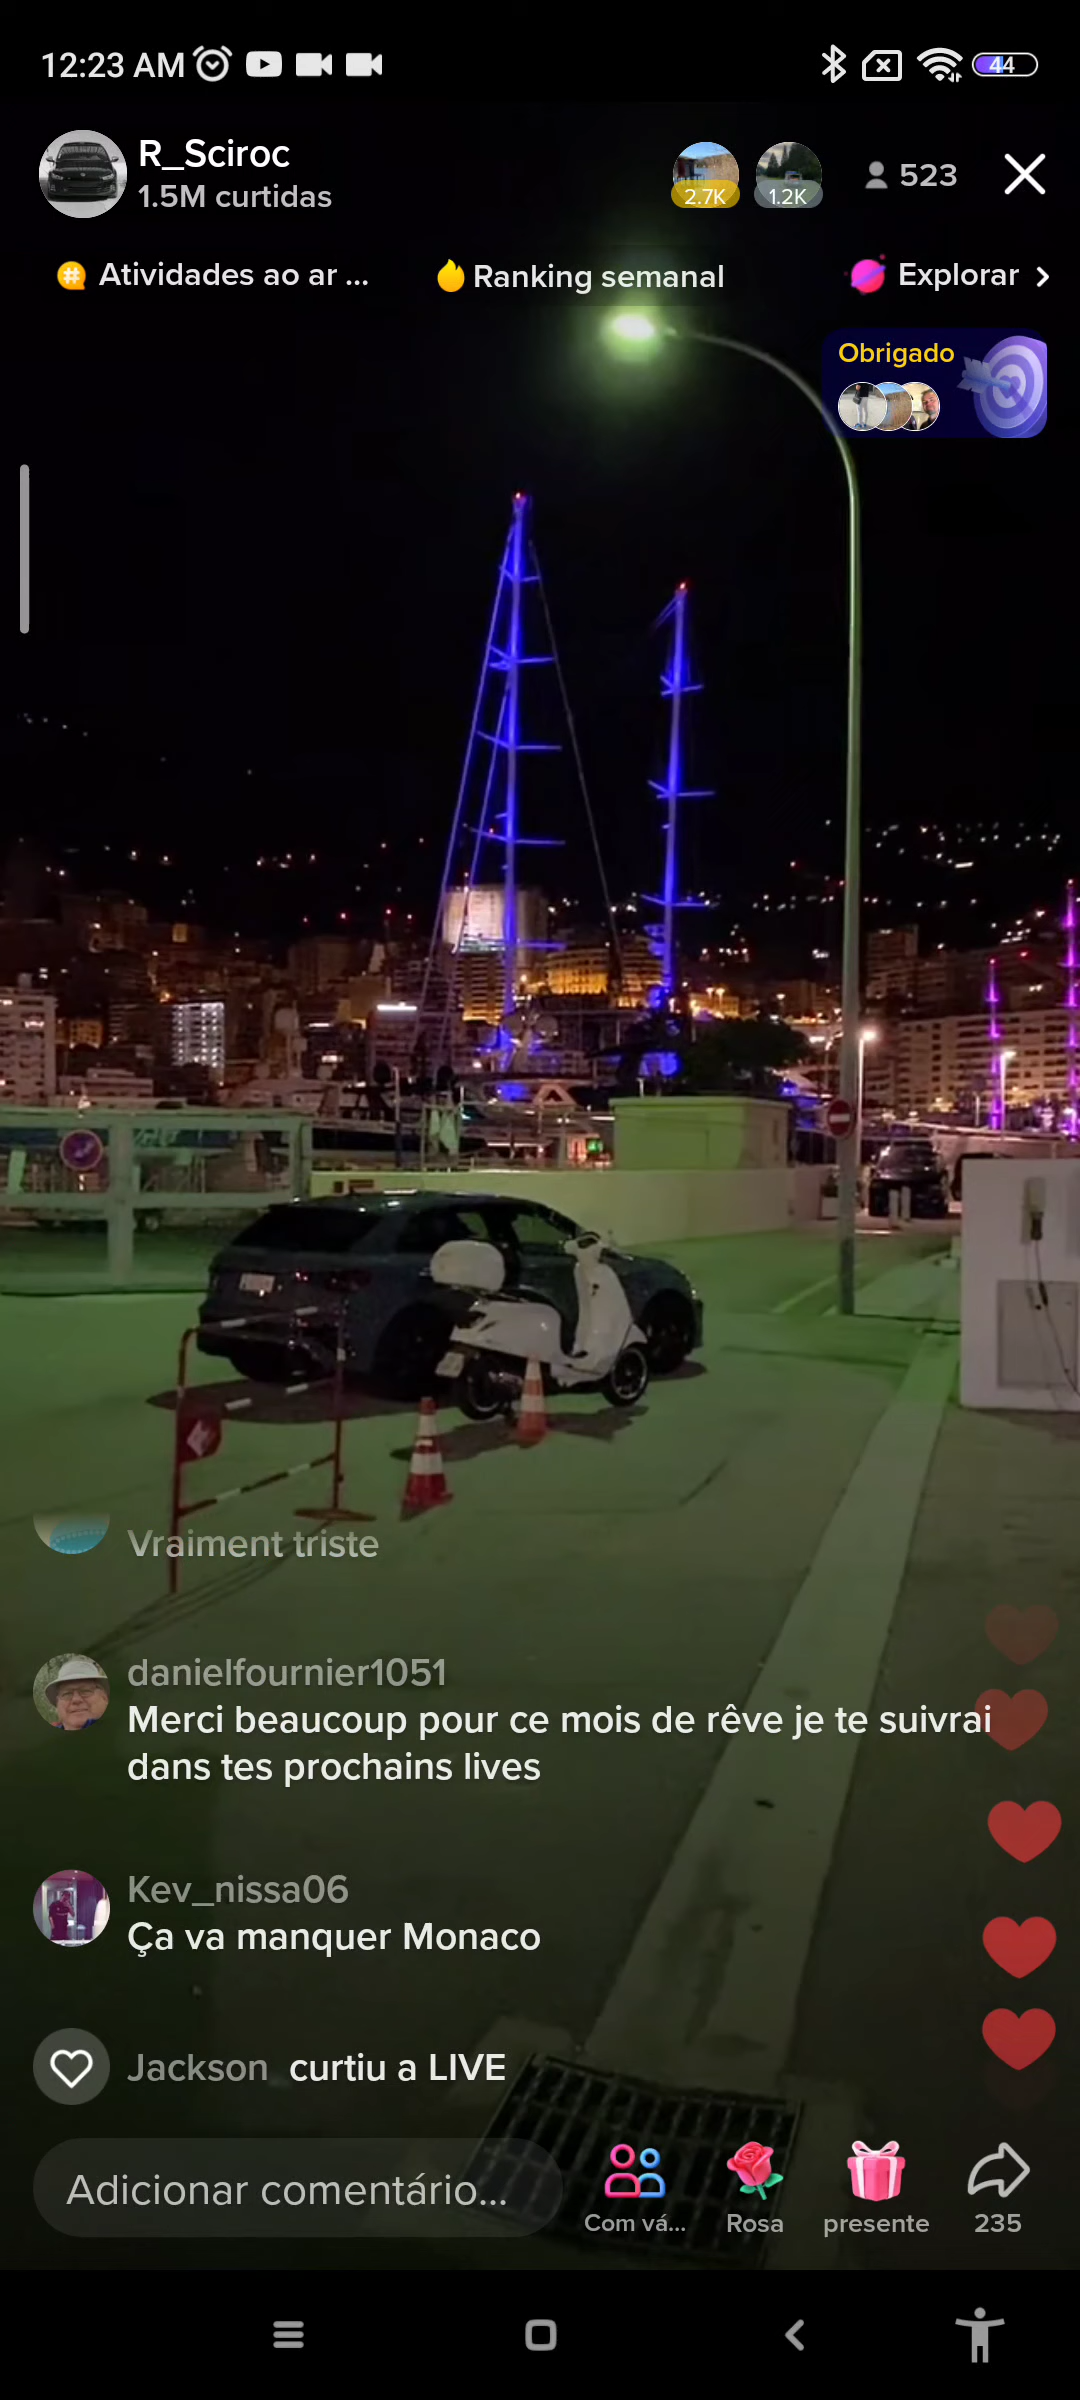 12:23 AM
44
R_Sciroc
1.5M curtidas
2.7K
1.2K
523
Atividades ao ar ...
Ranking semanal
Explorar
Obrigado
Vraiment triste
danielfournier1051
Merci beaucoup pour ce mois de rêve je te suivrai
dans tes prochains lives
Kev_nissa06
Ça va manquer Monaco
Jackson curtiu a LIVE
Adicionar comentário...
Com vá...
Rosa
presente
235